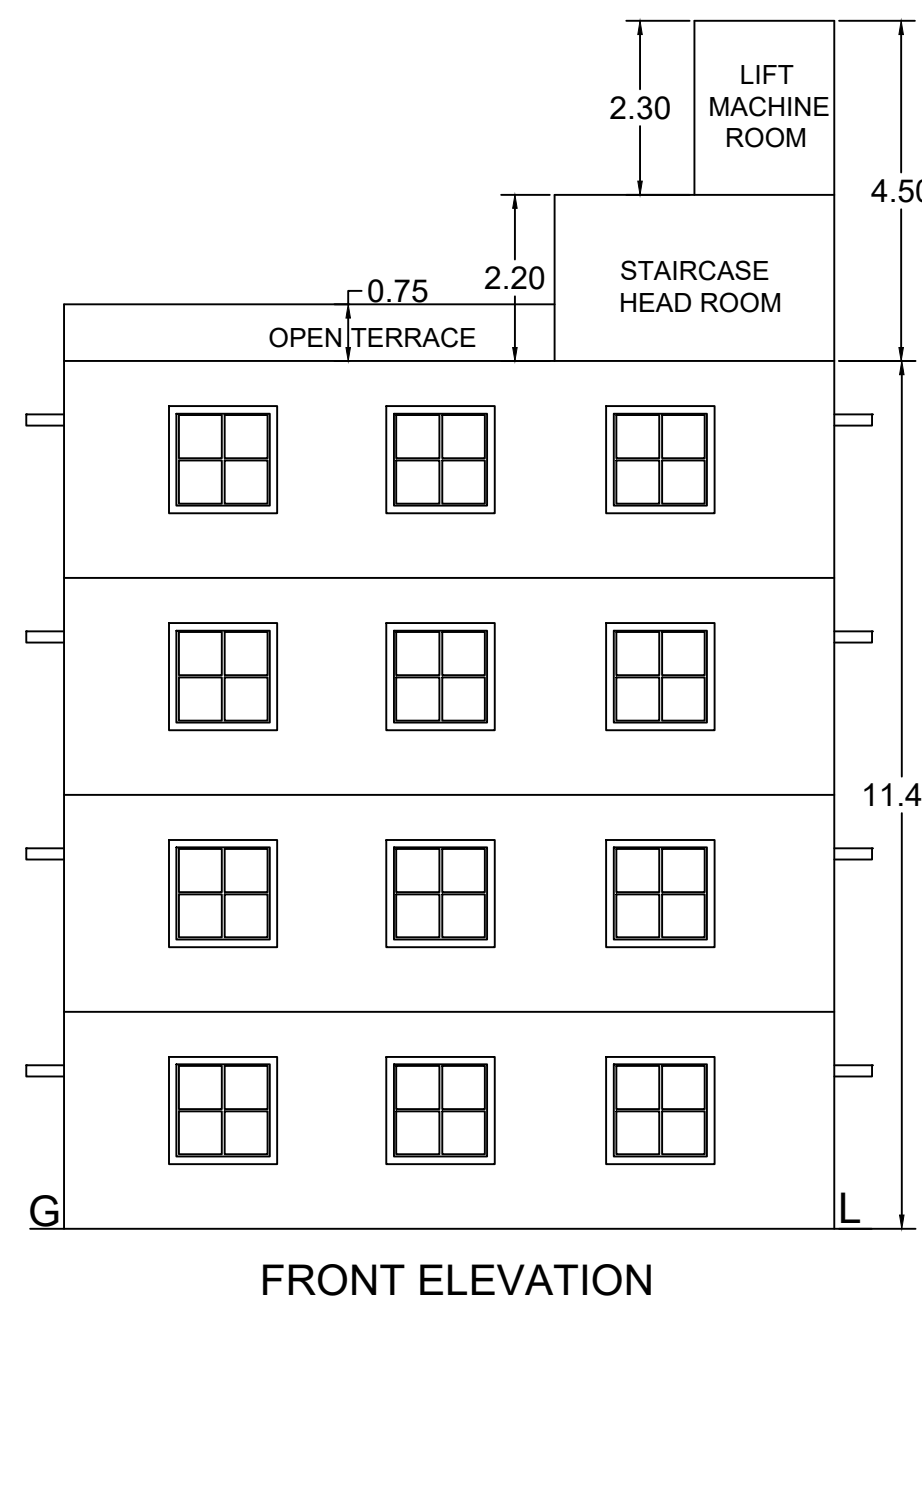 LIFT
MACHINE
ROOM
2.30
4.50
STAIRCASE
HEAD ROOM
2.20
0.75
OPEN TERRACE
11.4
G
L
FRONT ELEVATION